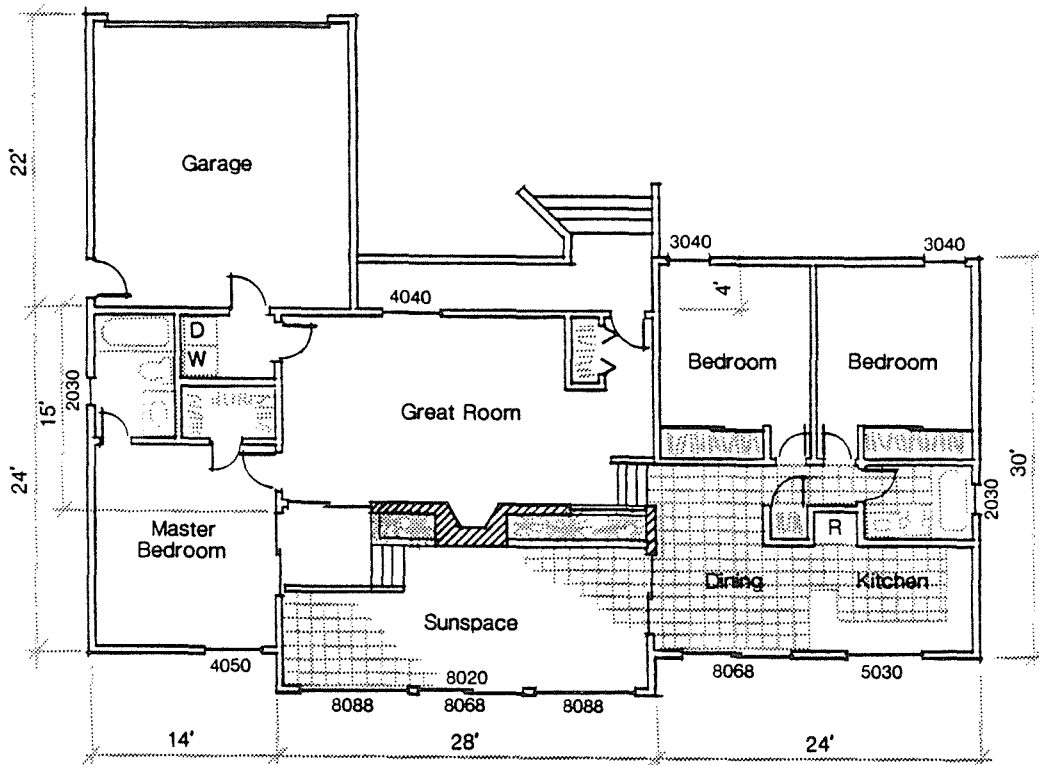 22'
Garage
3040
3040
4'
4040
D
W
Bedroom
Bedroom
2030
15'
Great Room
24'
30'
2030
Master
Bedroom
R
Dining
Kitchen
Sunspace
4050
8020
8068
5030
8088
8068
8088
14'
28'
24'